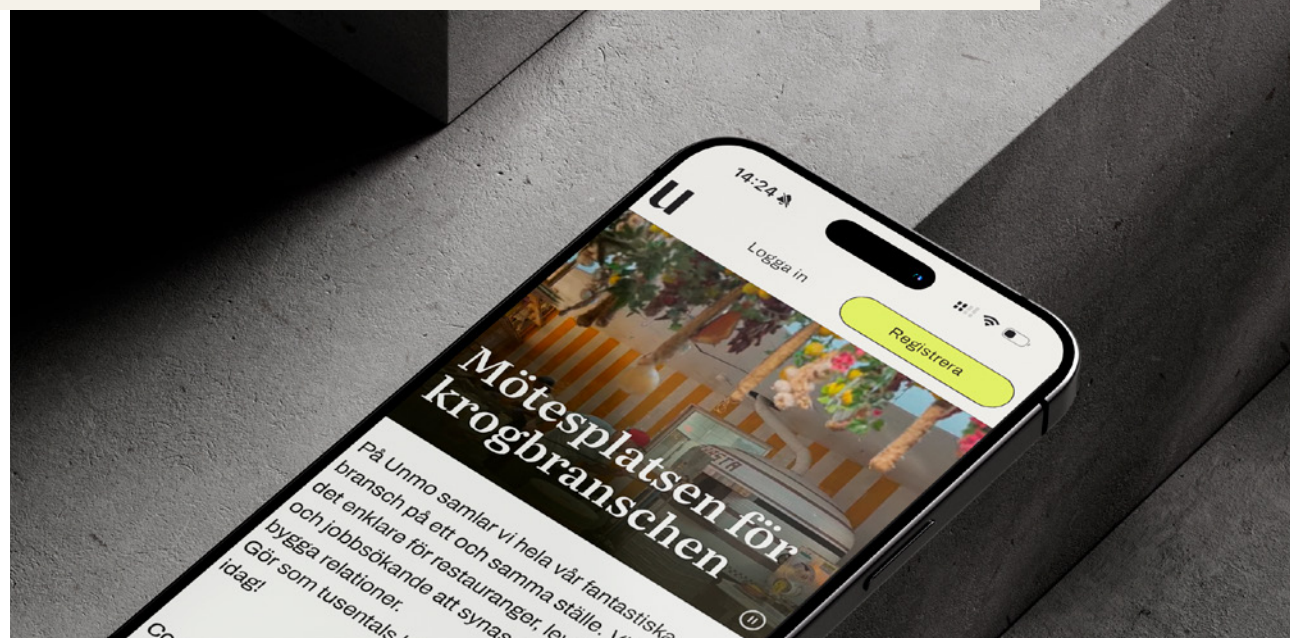 14:24
u
Logga in
Registrera
Mötesplatsen för
krogbranschen
På Unmo samlar vi hela vår fantastiska
bransch på ett och samma ställe.
det enklare för restauranger,
och jobbsökande att synas
bygga relationer.
Gör som tusentals
idag!